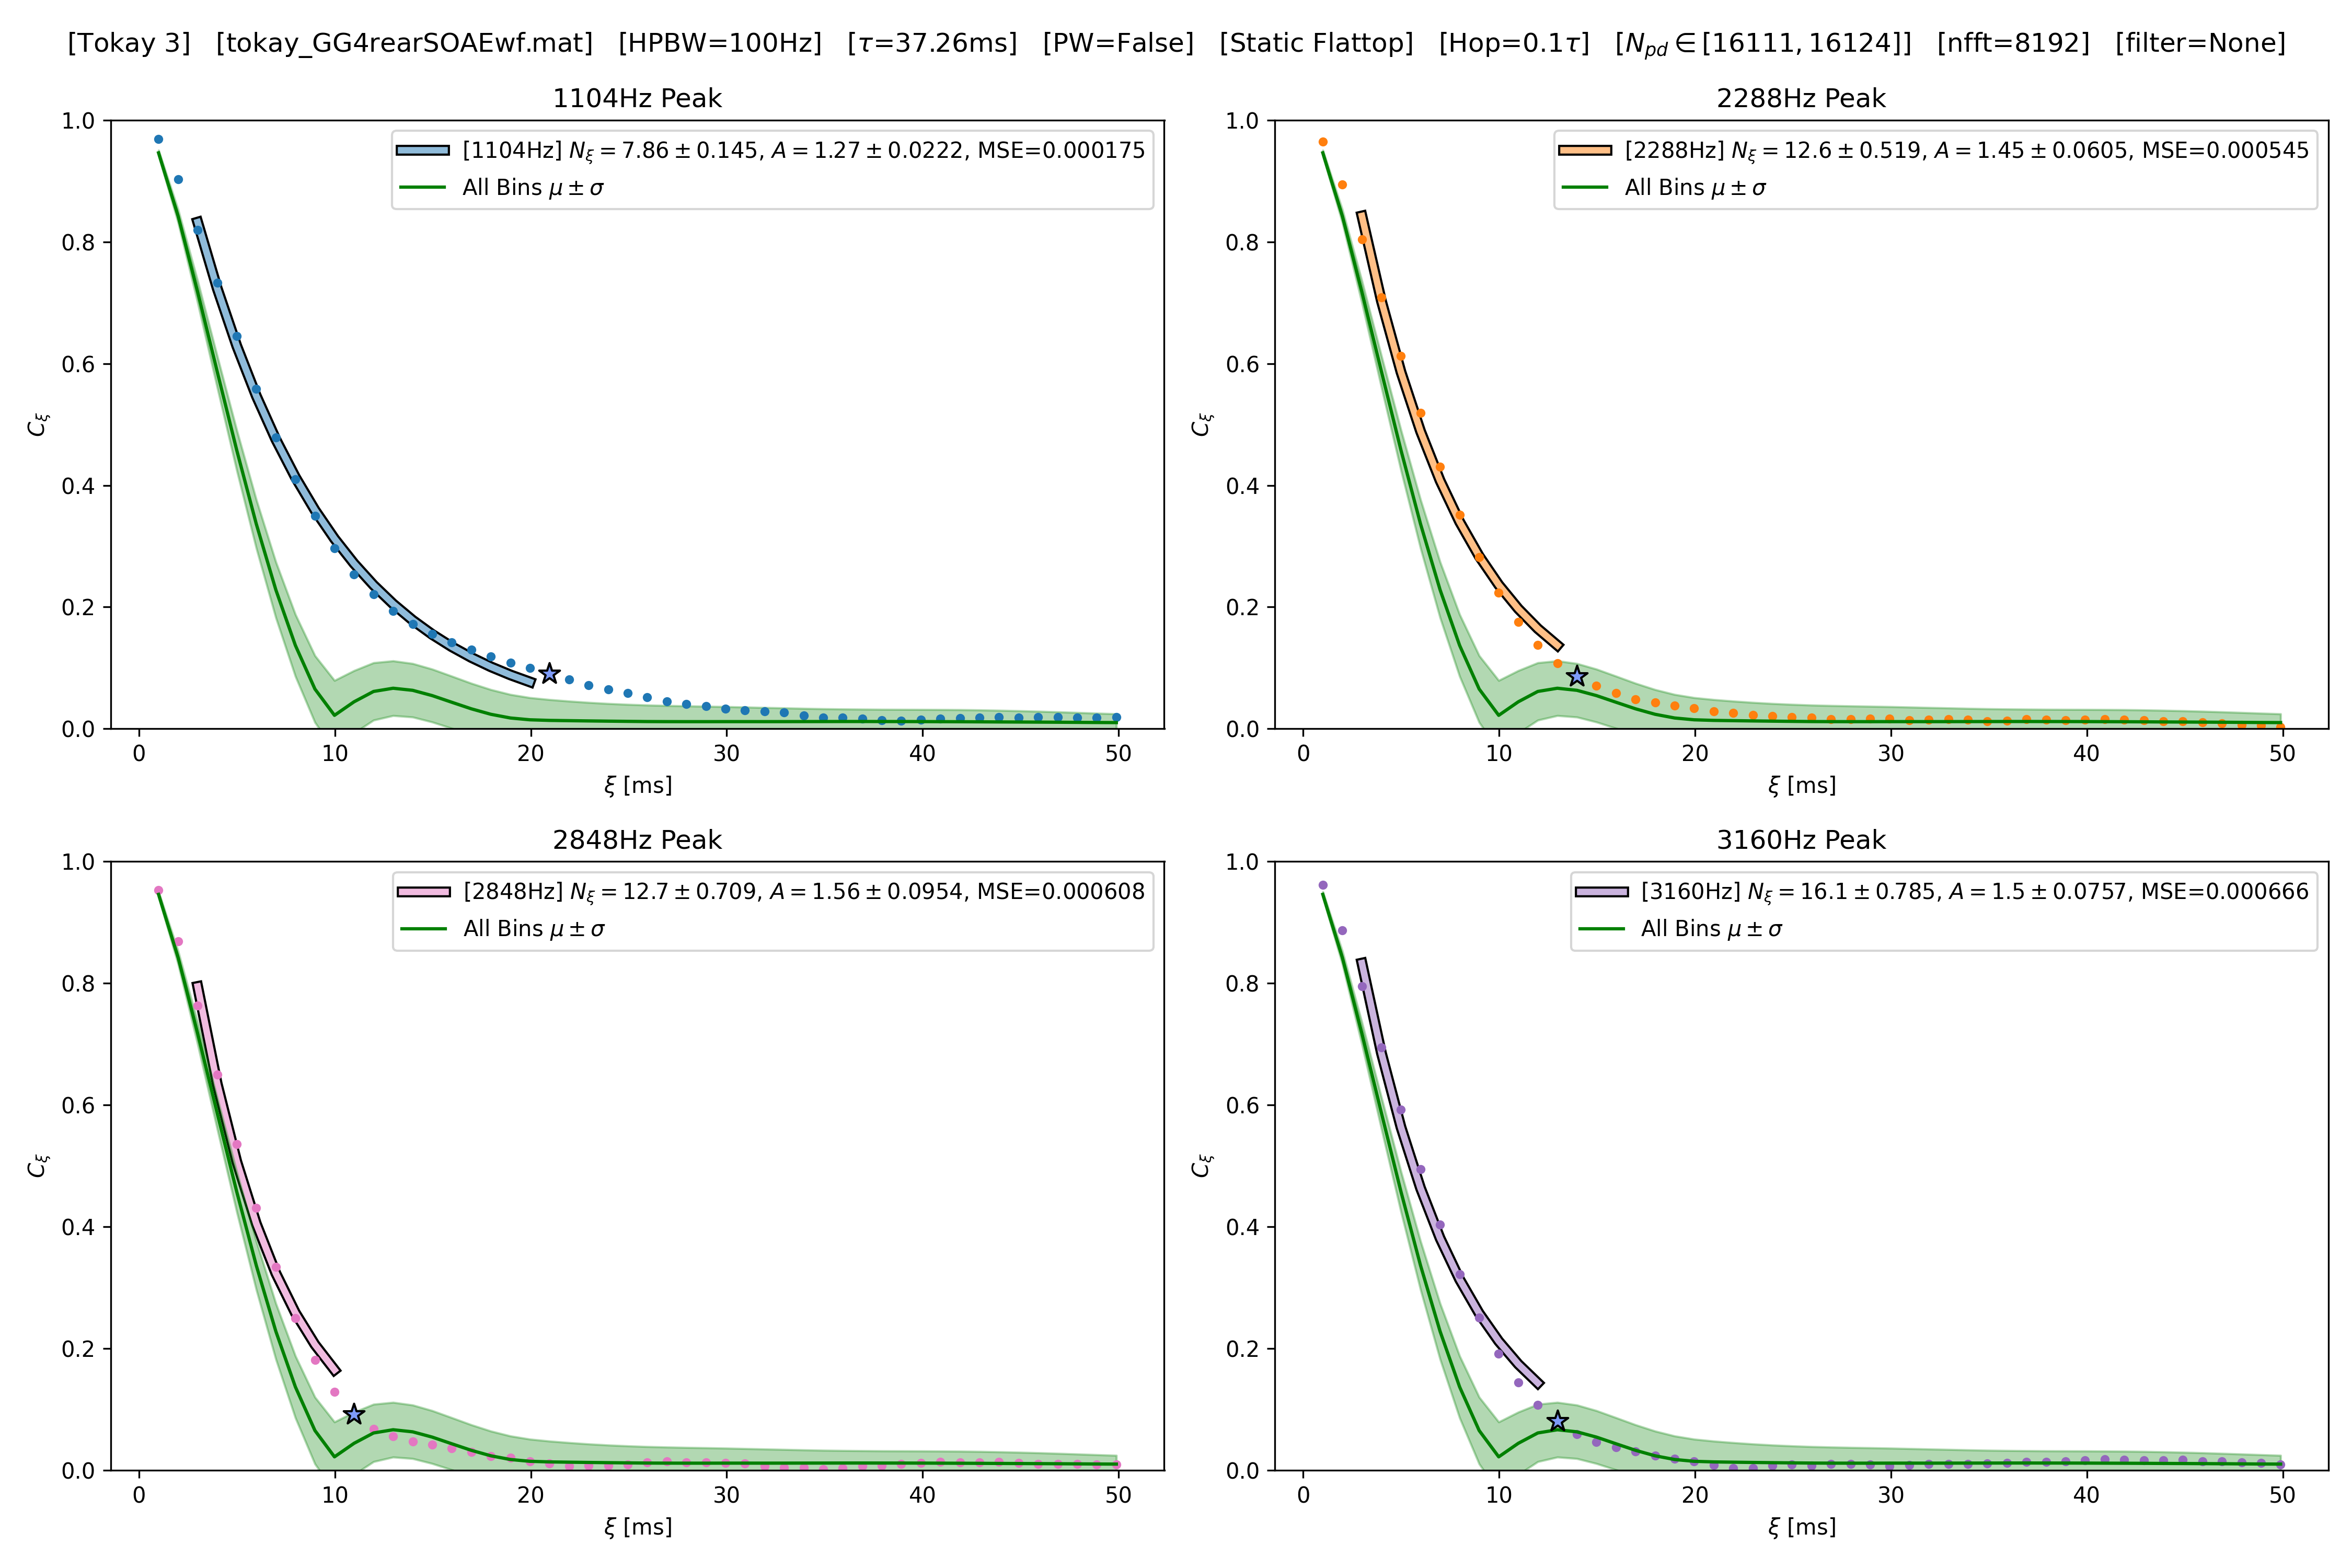 [Tokay 3] [tokay_GG4rearSOAEwf.mat] [HPBW=100Hz] [τ=37.26ms] [PW=False] [Static Flattop] [Hop=0.1τ] [N_pd ∈ [16111, 16124]] [nfft=8192] [filter=None]
1104Hz Peak
[1104Hz] N_ξ = 7.86 ± 0.145, A = 1.27 ± 0.0222, MSE=0.000175
All Bins μ ± σ
1.0
0.8
0.6
0.4
0.2
0.0
C_ξ
0 10 20 30 40 50
ξ [ms]
2288Hz Peak
[2288Hz] N_ξ = 12.6 ± 0.519, A = 1.45 ± 0.0605, MSE=0.000545
All Bins μ ± σ
1.0
0.8
0.6
0.4
0.2
0.0
C_ξ
0 10 20 30 40 50
ξ [ms]
2848Hz Peak
[2848Hz] N_ξ = 12.7 ± 0.709, A = 1.56 ± 0.0954, MSE=0.000608
All Bins μ ± σ
1.0
0.8
0.6
0.4
0.2
0.0
C_ξ
0 10 20 30 40 50
ξ [ms]
3160Hz Peak
[3160Hz] N_ξ = 16.1 ± 0.785, A = 1.5 ± 0.0757, MSE=0.000666
All Bins μ ± σ
1.0
0.8
0.6
0.4
0.2
0.0
C_ξ
0 10 20 30 40 50
ξ [ms]